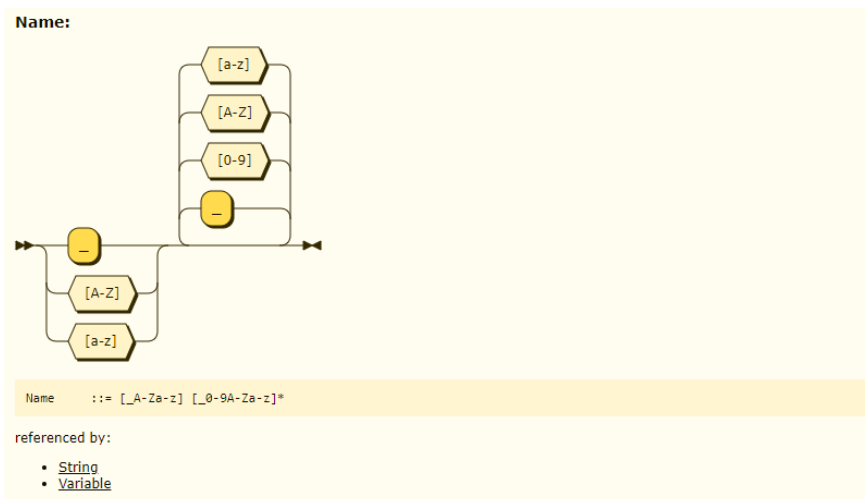 Name:
[a-z]
[A-Z]
[0-9]
_
_
[A-Z]
[a-z]
Name ::= [_A-Za-z] [_0-9A-Za-z]*
referenced by:
• String
• Variable